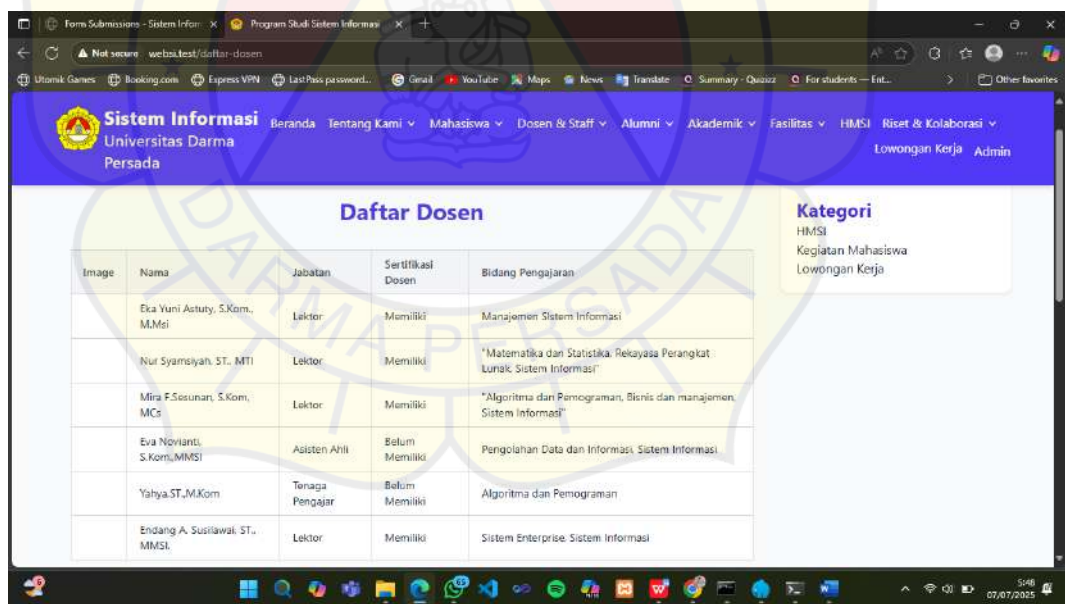 Form Submissions - Sistem Inform
Program Studi Sistem Informasi
Not secure websi.test/daftar-dosen
Utomik Games Booking.com Express VPN LastPass password... Gmail YouTube Maps News Translate Summary - Quizizz For students — Ent... Other favorites
Sistem Informasi
Universitas Darma
Persada
Beranda Tentang Kami Mahasiswa Dosen & Staff Alumni Akademik Fasilitas HMSI Riset & Kolaborasi
Lowongan Kerja Admin
Daftar Dosen
Image Nama Jabatan Sertifikasi Dosen Bidang Pengajaran
Eka Yuni Astuty, S.Kom., M.Msi Lektor Memiliki Manajemen Sistem Informasi
Nur Syamsiyah, ST., MTI Lektor Memiliki "Matematika dan Statistika, Rekayasa Perangkat Lunak, Sistem Informasi"
Mira F.Sesunan, S.Kom, MCs Lektor Memiliki "Algoritma dan Pemograman, Bisnis dan manajemen, Sistem Informasi"
Eva Novianti, S.Kom.,MMSI Asisten Ahli Belum Memiliki Pengolahan Data dan Informasi, Sistem Informasi
Yahya.ST.,M.Kom Tenaga Pengajar Belum Memiliki Algoritma dan Pemograman
Endang A. Susilawai, ST., MMSI. Lektor Memiliki Sistem Enterprise, Sistem Informasi
Kategori
HMSI
Kegiatan Mahasiswa
Lowongan Kerja
DARMA PERSADA
5:48
07/07/2025